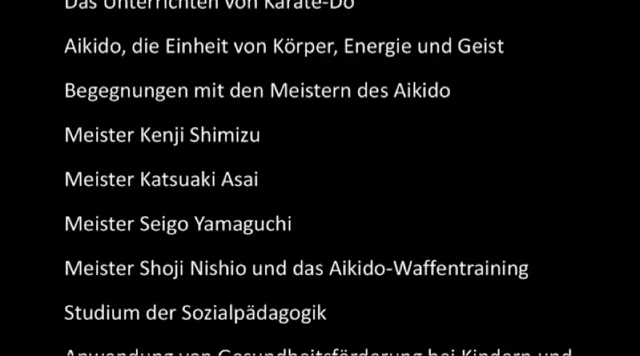 Das Unterrichten von Karate-Do
Aikido, die Einheit von Körper, Energie und Geist
Begegnungen mit den Meistern des Aikido
Meister Kenji Shimizu
Meister Katsuaki Asai
Meister Seigo Yamaguchi
Meister Shoji Nishio und das Aikido-Waffentraining
Studium der Sozialpädagogik
Anwendung von Gesundheitsförderung bei Kindern und